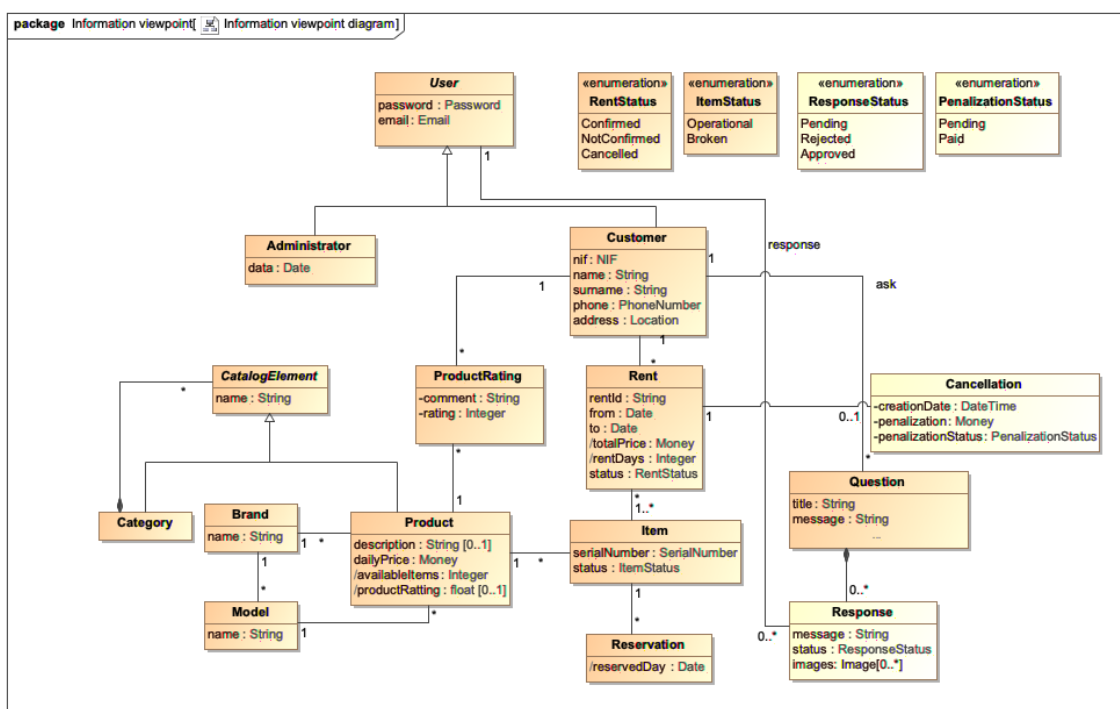 package Information viewpoint[ Information viewpoint diagram]
User
password : Password
email : Email
1
«enumeration»
RentStatus
Confirmed
NotConfirmed
Cancelled
«enumeration»
ItemStatus
Operational
Broken
«enumeration»
ResponseStatus
Pending
Rejected
Approved
«enumeration»
PenalizationStatus
Pending
Paid
Administrator
data : Date
Customer
nif : NIF
name : String
surname : String
phone : PhoneNumber
address : Location
1
1
1
response
ask
*
*
*
CatalogElement
name : String
*
ProductRating
-comment : String
-rating : Integer
*
1
Rent
rentId : String
from : Date
to : Date
/totalPrice : Money
/rentDays : Integer
status : RentStatus
1
0..1
*
1..*
Cancellation
-creationDate : DateTime
-penalization : Money
-penalizationStatus : PenalizationStatus
Question
title : String
message : String
...
0..*
Category
Brand
name : String
1
*
1
*
Product
description : String [0..1]
dailyPrice : Money
/availableItems : Integer
/productRatting : float [0..1]
1
*
*
Item
serialNumber : SerialNumber
status : ItemStatus
1
*
Model
name : String
1
Reservation
/reservedDay : Date
0..*
Response
message : String
status : ResponseStatus
images: Image[0..*]